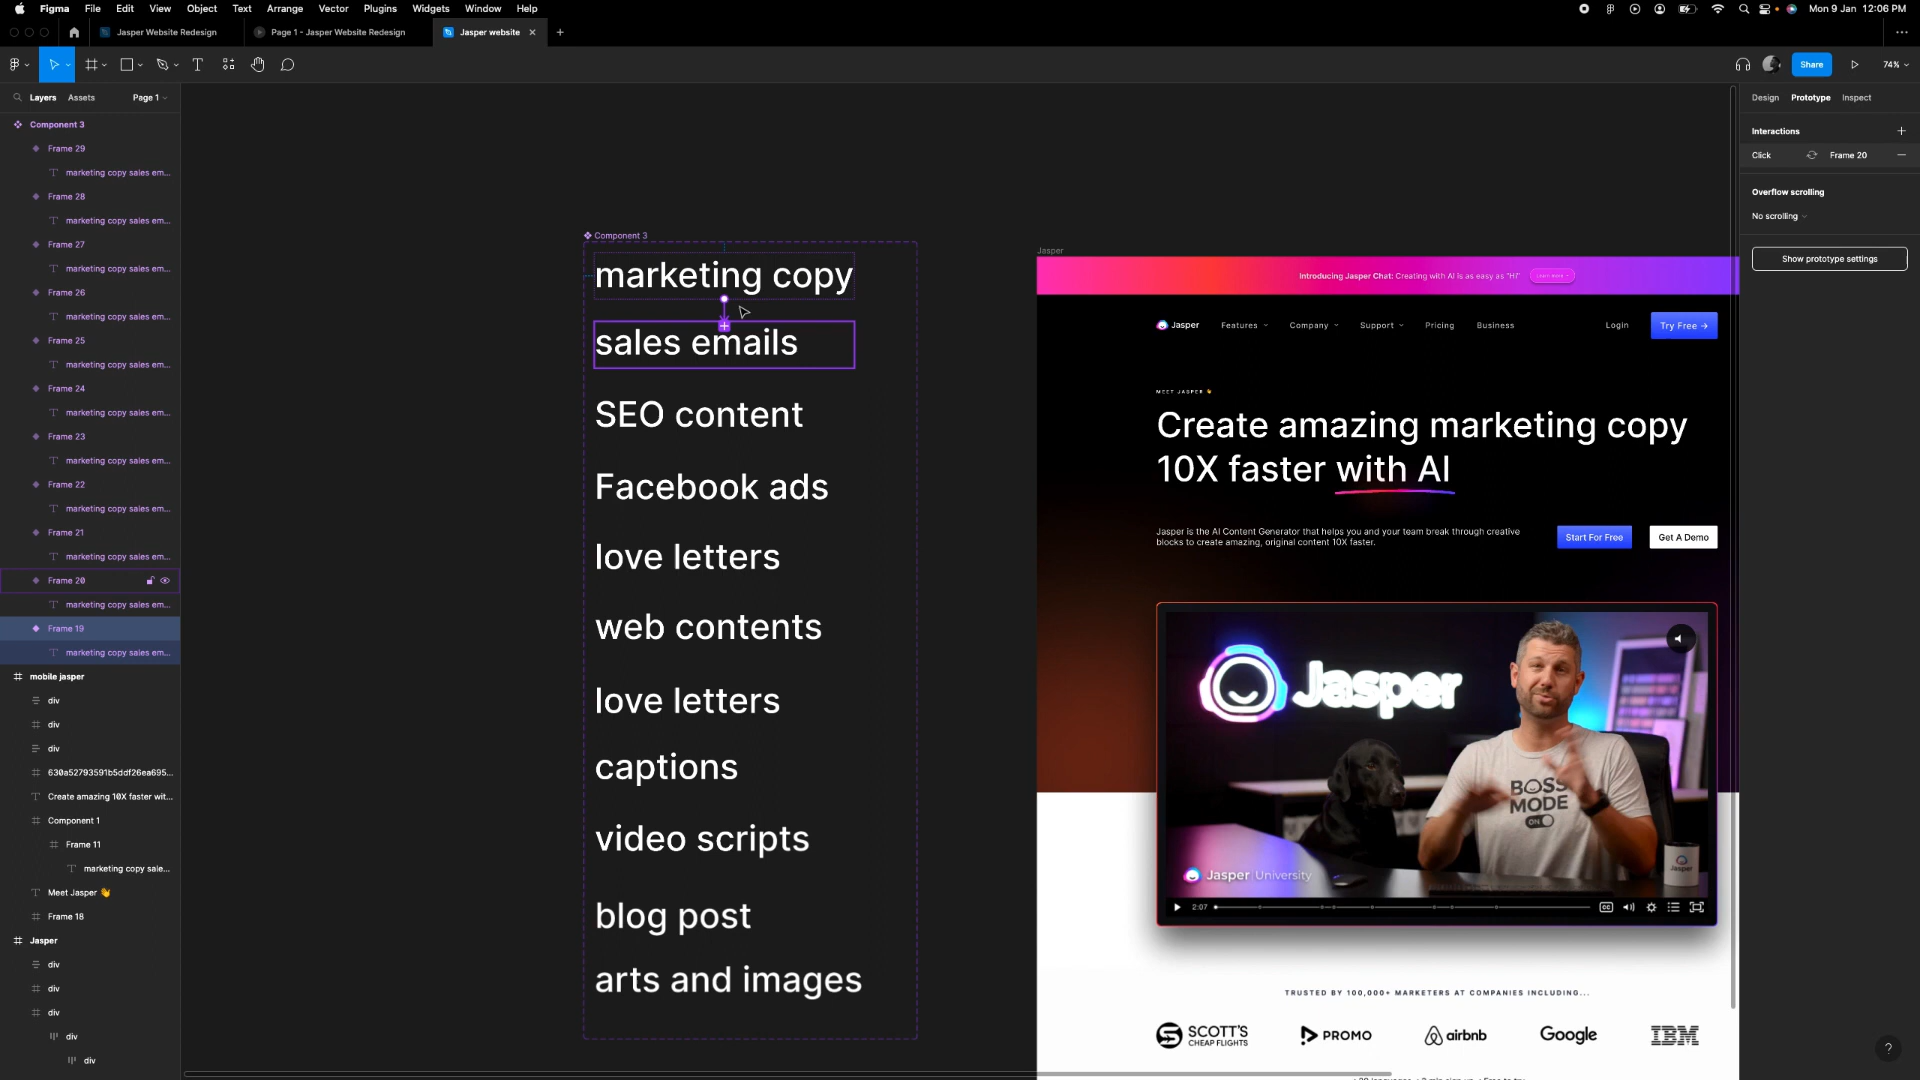 Figma File Edit View Object Text Arrange Vector Plugins Widgets Window Help
Mon 9 Jan 12:06 PM
Jasper Website Redesign
Page 1 - Jasper Website Redesign
Jasper website
Share
74%
Layers Assets Page 1
Component 3
Frame 29
marketing copy sales em...
Frame 28
marketing copy sales em...
Frame 27
marketing copy sales em...
Frame 26
marketing copy sales em...
Frame 25
marketing copy sales em...
Frame 24
marketing copy sales em...
Frame 23
marketing copy sales em...
Frame 22
marketing copy sales em...
Frame 21
marketing copy sales em...
Frame 20
marketing copy sales em...
Frame 19
marketing copy sales em...
mobile jasper
div
div
div
630a52793591b5ddf26ea695...
Create amazing 10X faster wit...
Component 1
Frame 11
marketing copy sale...
Meet Jasper 👋
Frame 18
Jasper
div
div
div
div
div
Component 3
marketing copy
sales emails
SEO content
Facebook ads
love letters
web contents
love letters
captions
video scripts
blog post
arts and images
Jasper
Introducing Jasper Chat: Creating with AI is as easy as "Hi"
Learn more
Jasper Features Company Support Pricing Business Login Try Free →
MEET JASPER 👋
Create amazing marketing copy
10X faster with AI
Jasper is the AI Content Generator that helps you and your team break through creative
blocks to create amazing, original content 10X faster.
Start For Free
Get A Demo
Jasper
BOSS
MODE
ON
Jasper
Jasper University
2:07
CC
TRUSTED BY 100,000+ MARKETERS AT COMPANIES INCLUDING...
SCOTT'S
CHEAP FLIGHTS
PROMO
airbnb
Google
IBM
Design Prototype Inspect
Interactions
Click Frame 20
Overflow scrolling
No scrolling
Show prototype settings
?